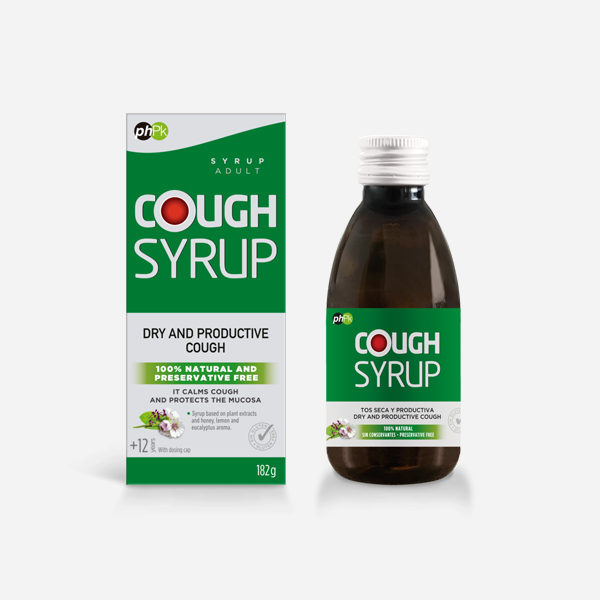 phPk
SYRUP
ADULT
COUGH
SYRUP
DRY AND PRODUCTIVE
COUGH
100% NATURAL AND
PRESERVATIVE FREE
IT CALMS COUGH
AND PROTECTS THE MUCOSA
• Syrup based on plant extracts
and honey, lemon and
eucalyptus aroma.
+12 years
With dosing cap
182g
phPk
COUGH
SYRUP
TOS SECA Y PRODUCTIVA
DRY AND PRODUCTIVE COUGH
100% NATURAL
SIN CONSERVANTES - PRESERVATIVE FREE